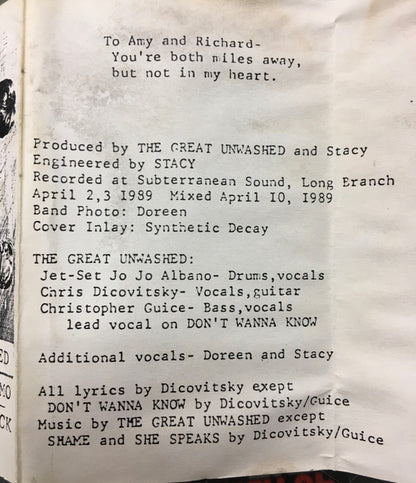 To Amy and Richard-
You're both miles away,
but not in my heart.
Produced by THE GREAT UNWASHED and Stacy
Engineered by STACY
Recorded at Subterranean Sound, Long Branch
April 2,3 1989 Mixed April 10, 1989
Band Photo: Doreen
Cover Inlay: Synthetic Decay
THE GREAT UNWASHED:
Jet-Set Jo Jo Albano- Drums,vocals
Chris Dicovitsky- Vocals,guitar
Christopher Guice- Bass,vocals
lead vocal on DON'T WANNA KNOW
Additional vocals- Doreen and Stacy
All lyrics by Dicovitsky exept
DON'T WANNA KNOW by Dicovitsky/Guice
Music by THE GREAT UNWASHED except
SHAME and SHE SPEAKS by Dicovitsky/Guice
ED
MO
CK